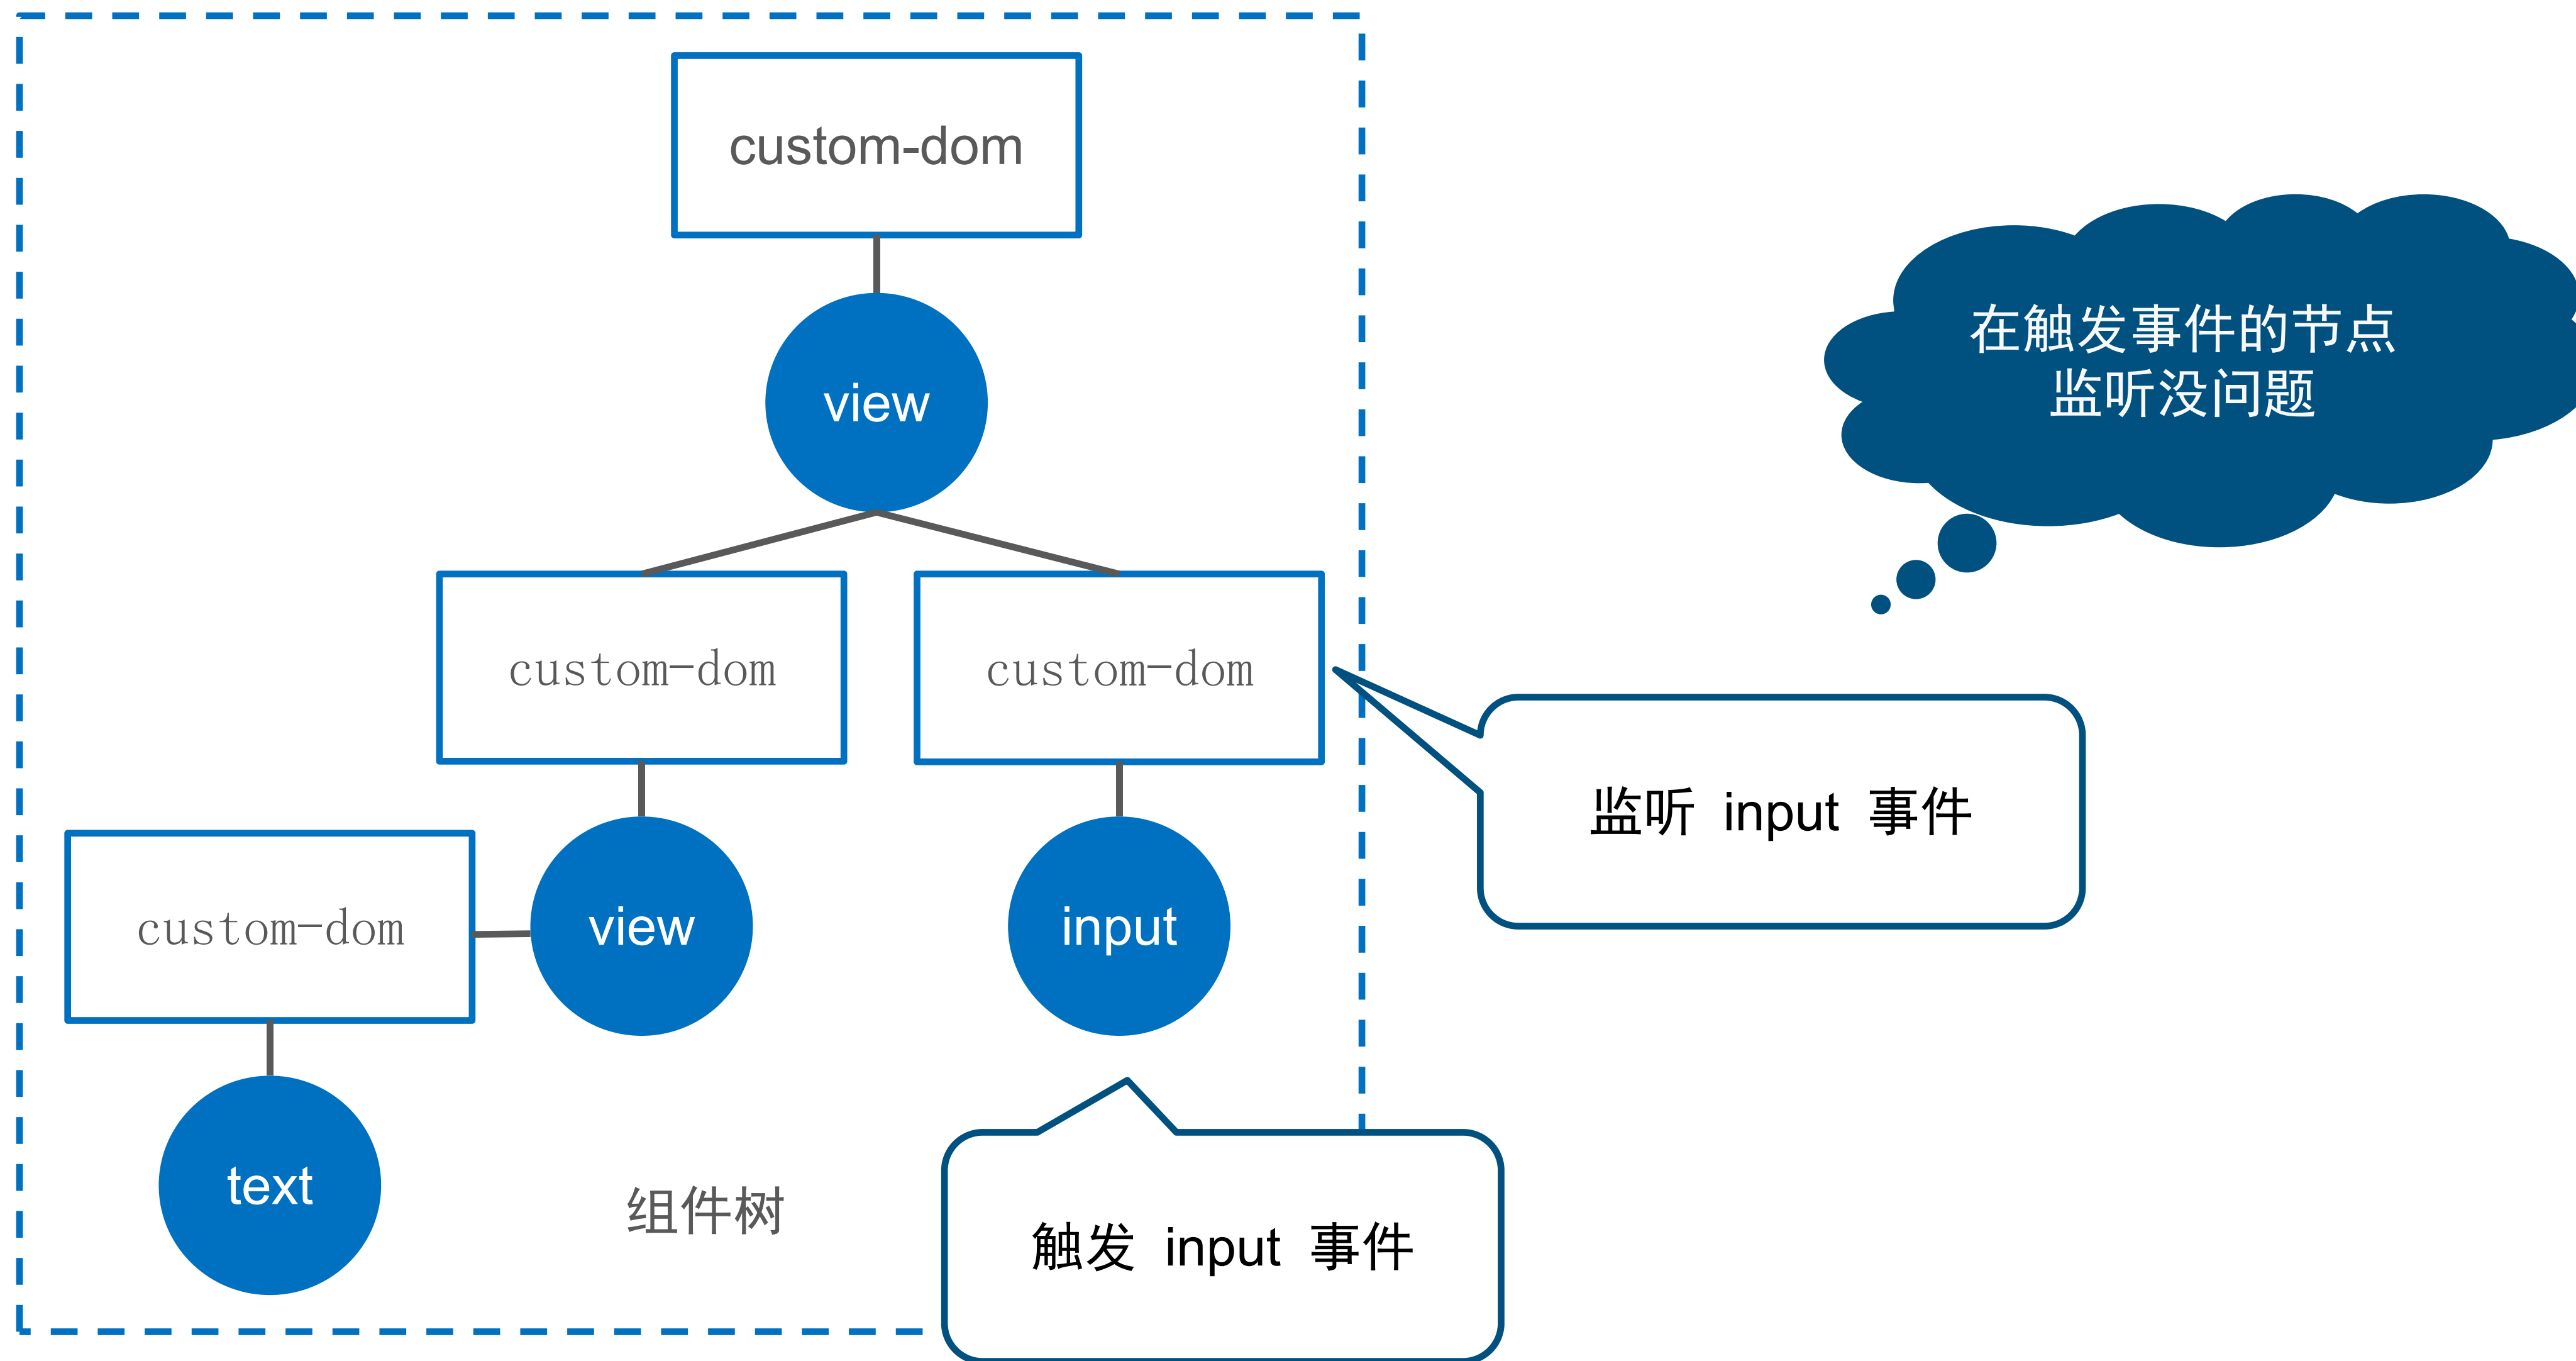 custom-dom
view
在触发事件的节点
监听没问题
custom-dom
custom-dom
监听 input 事件
custom-dom
view
input
text
组件树
触发 input 事件